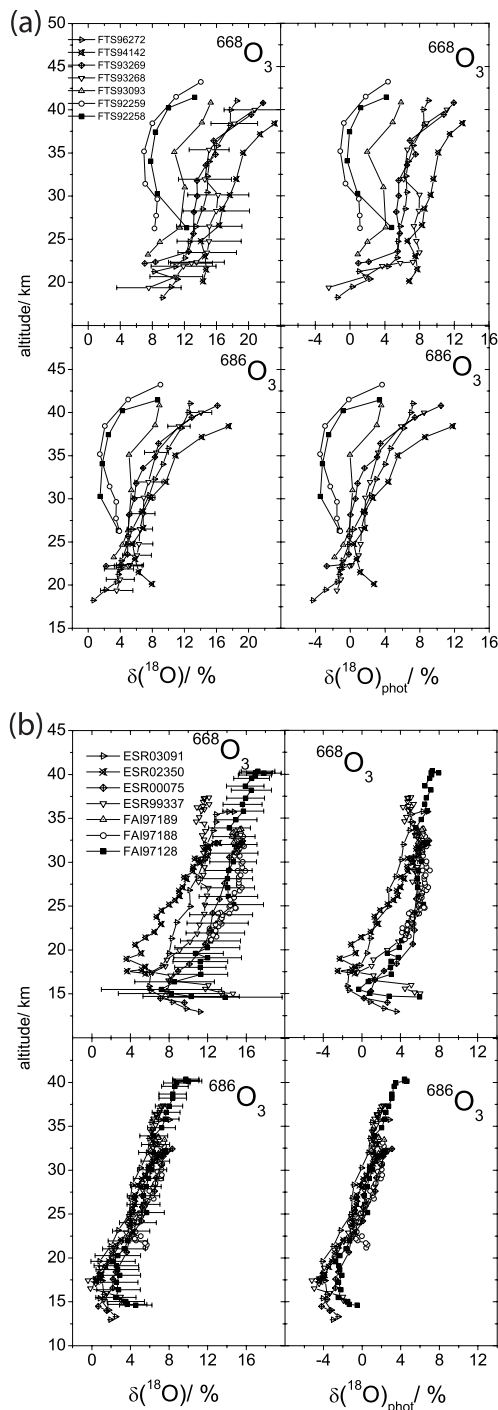 (a)
FTS96272
FTS94142
FTS93269
FTS93268
FTS93093
FTS92259
FTS92258
668O3
668O3
50
45
40
35
30
25
20
altitude/ km
0 4 8 12 16 20
-4 0 4 8 12 16
686O3
686O3
45
40
35
30
25
20
15
0 4 8 12 16 20
-4 0 4 8 12 16
δ(18O)/ %
δ(18O)phot/ %
(b)
ESR03091
ESR02350
ESR00075
ESR99337
FAI97189
FAI97188
FAI97128
668O3
668O3
45
40
35
30
25
20
15
altitude/ km
0 4 8 12 16 20
-4 0 4 8 12
686O3
686O3
40
35
30
25
20
15
10
0 4 8 12 16 20
-4 0 4 8 12 16
δ(18O) / %
δ(18O)phot/ %